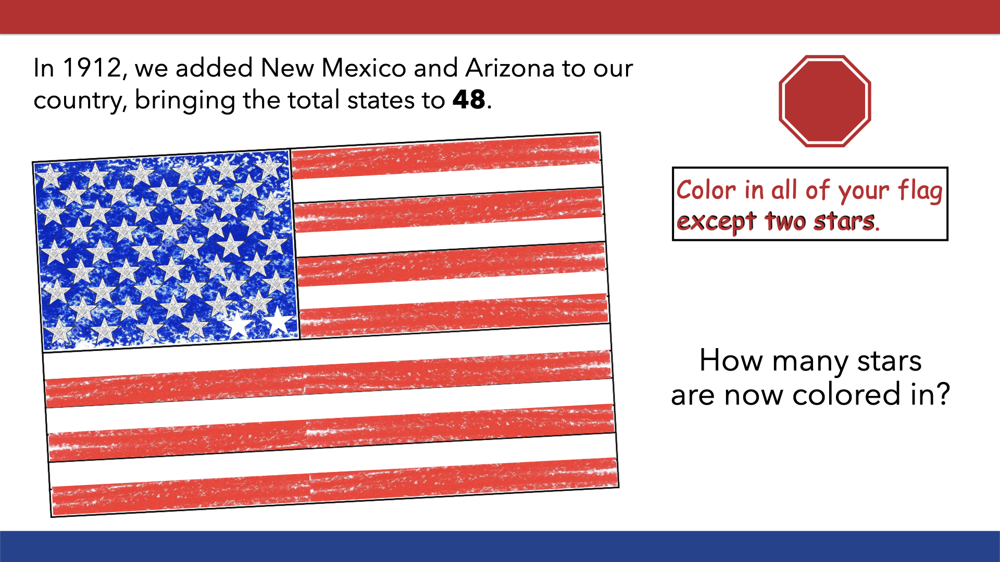 In 1912, we added New Mexico and Arizona to our
country, bringing the total states to 48.
Color in all of your flag
except two stars.
How many stars
are now colored in?